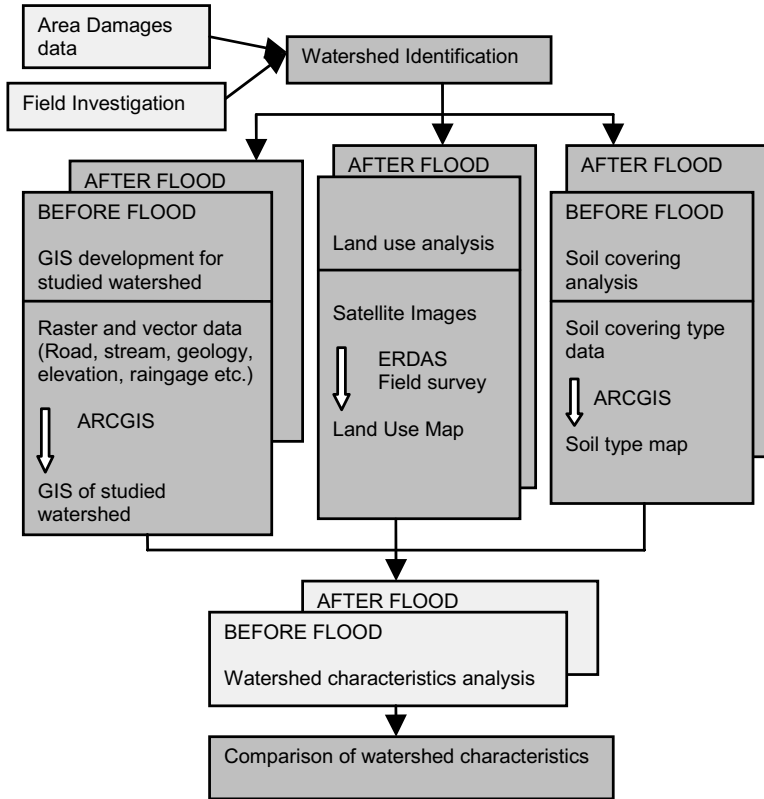 Area Damages
data
Watershed Identification
Field Investigation
AFTER FLOOD
BEFORE FLOOD
GIS development for
studied watershed
Raster and vector data
(Road, stream, geology,
elevation, raingage etc.)
ARCGIS
GIS of studied
watershed
AFTER FLOOD
Land use analysis
Satellite Images
ERDAS
Field survey
Land Use Map
AFTER FLOOD
BEFORE FLOOD
Soil covering
analysis
Soil covering type
data
ARCGIS
Soil type map
AFTER FLOOD
BEFORE FLOOD
Watershed characteristics analysis
Comparison of watershed characteristics